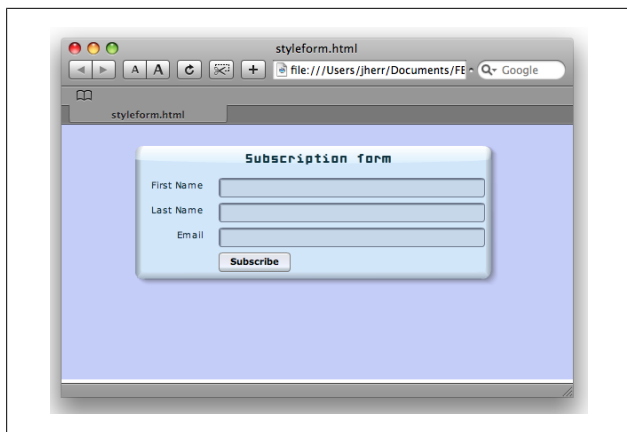 styleform.html
A A + file:///Users/jherr/Documents/FE Q Google
styleform.html
Subscription form
First Name
Last Name
Email
Subscribe